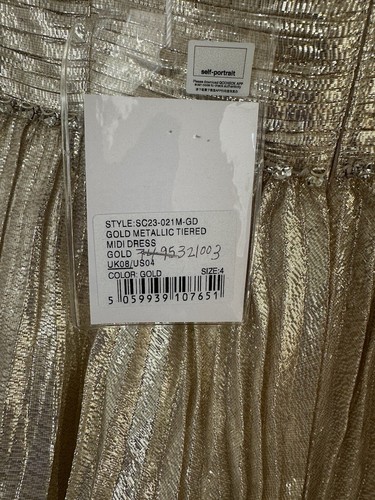 self-portrait
STYLE:SC23-021M-GD
GOLD METALLIC TIERED
MIDI DRESS
GOLD 7495321003
UK08/US04
COLOR: GOLD SIZE:4
5 059939 107651